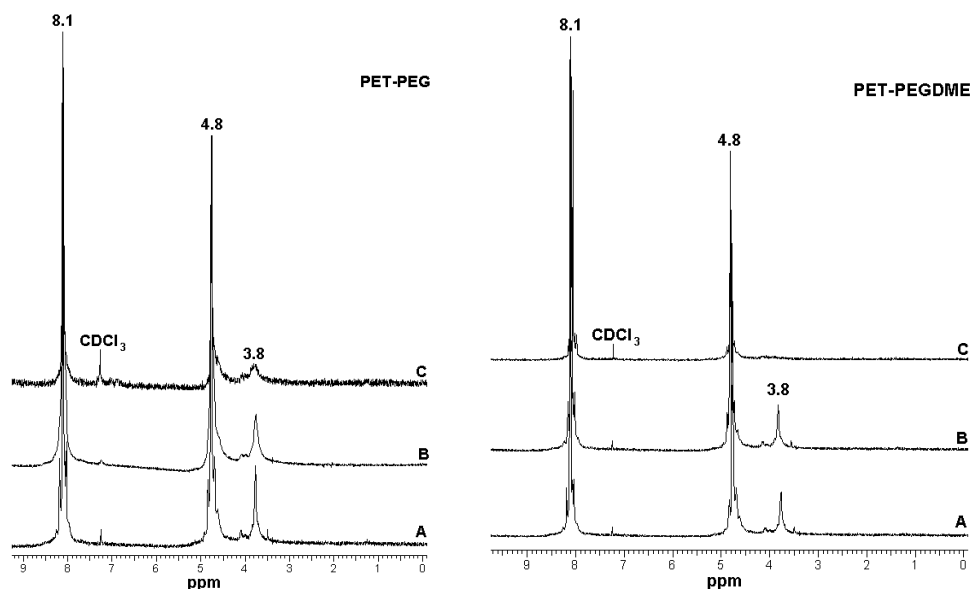 8.1
PET-PEG
4.8
CDCl3
3.8
C
B
A
9 8 7 6 5 4 3 2 1 0
ppm
8.1
PET-PEGDME
4.8
CDCl3
C
3.8
B
A
9 8 7 6 5 4 3 2 1 0
ppm